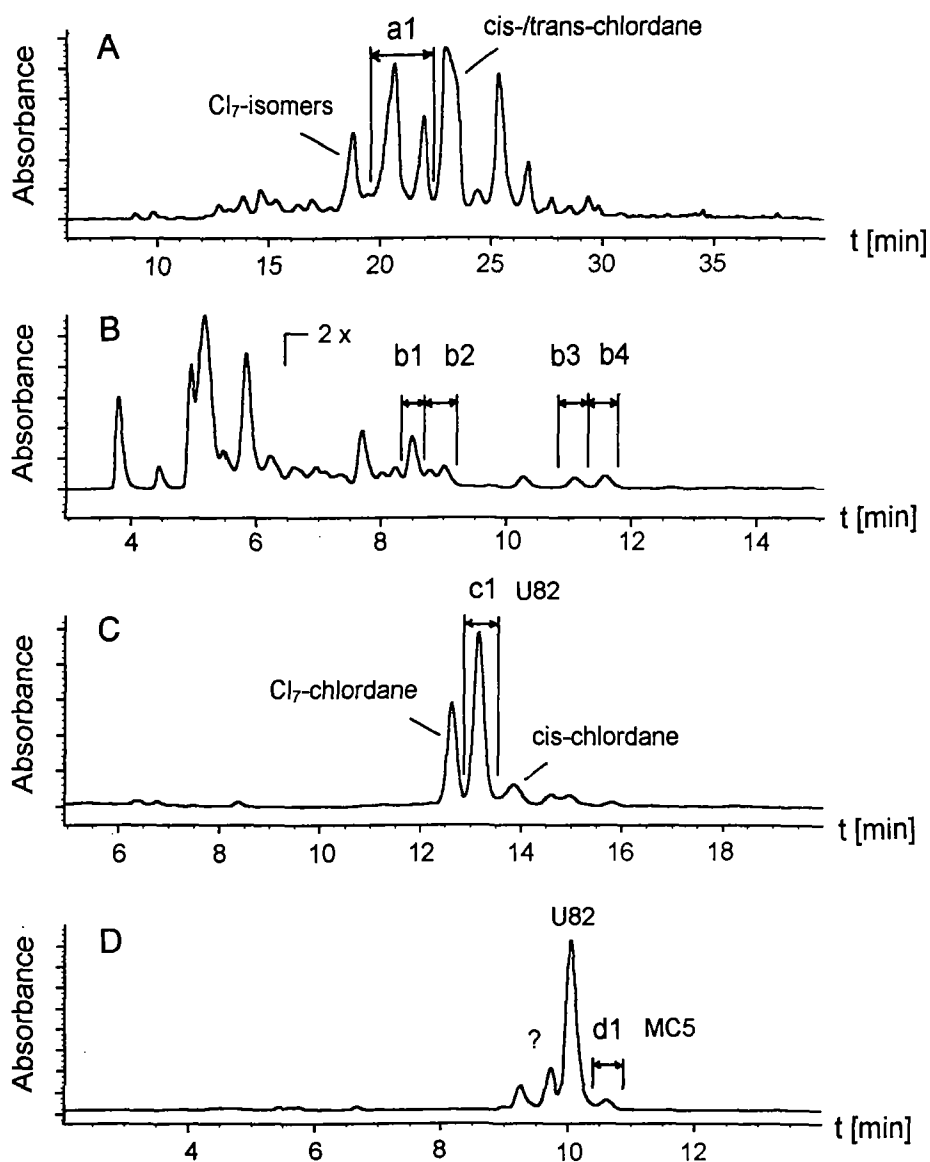 A
a1
cis-/trans-chlordane
Cl₇-isomers
Absorbance
t [min]
10 15 20 25 30 35
B
2 x
b1 b2 b3 b4
Absorbance
t [min]
4 6 8 10 12 14
C
c1 U82
Cl₇-chlordane
cis-chlordane
Absorbance
t [min]
6 8 10 12 14 16 18
D
U82
? d1 MC5
Absorbance
t [min]
4 6 8 10 12